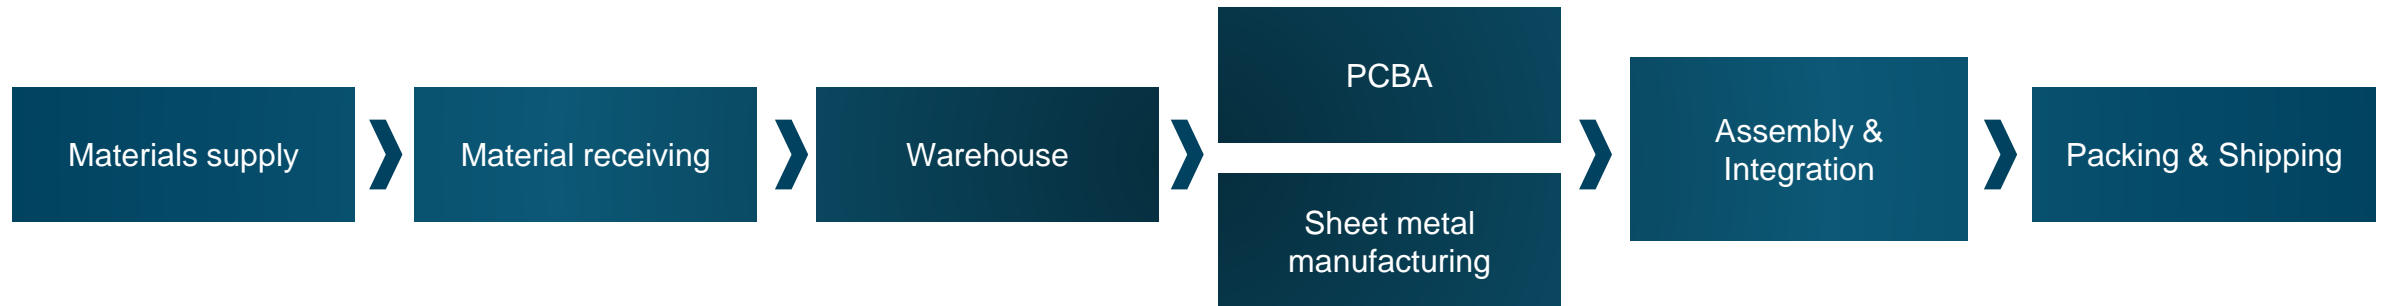 Materials supply
Material receiving
Warehouse
PCBA
Sheet metal
manufacturing
Assembly &
Integration
Packing & Shipping